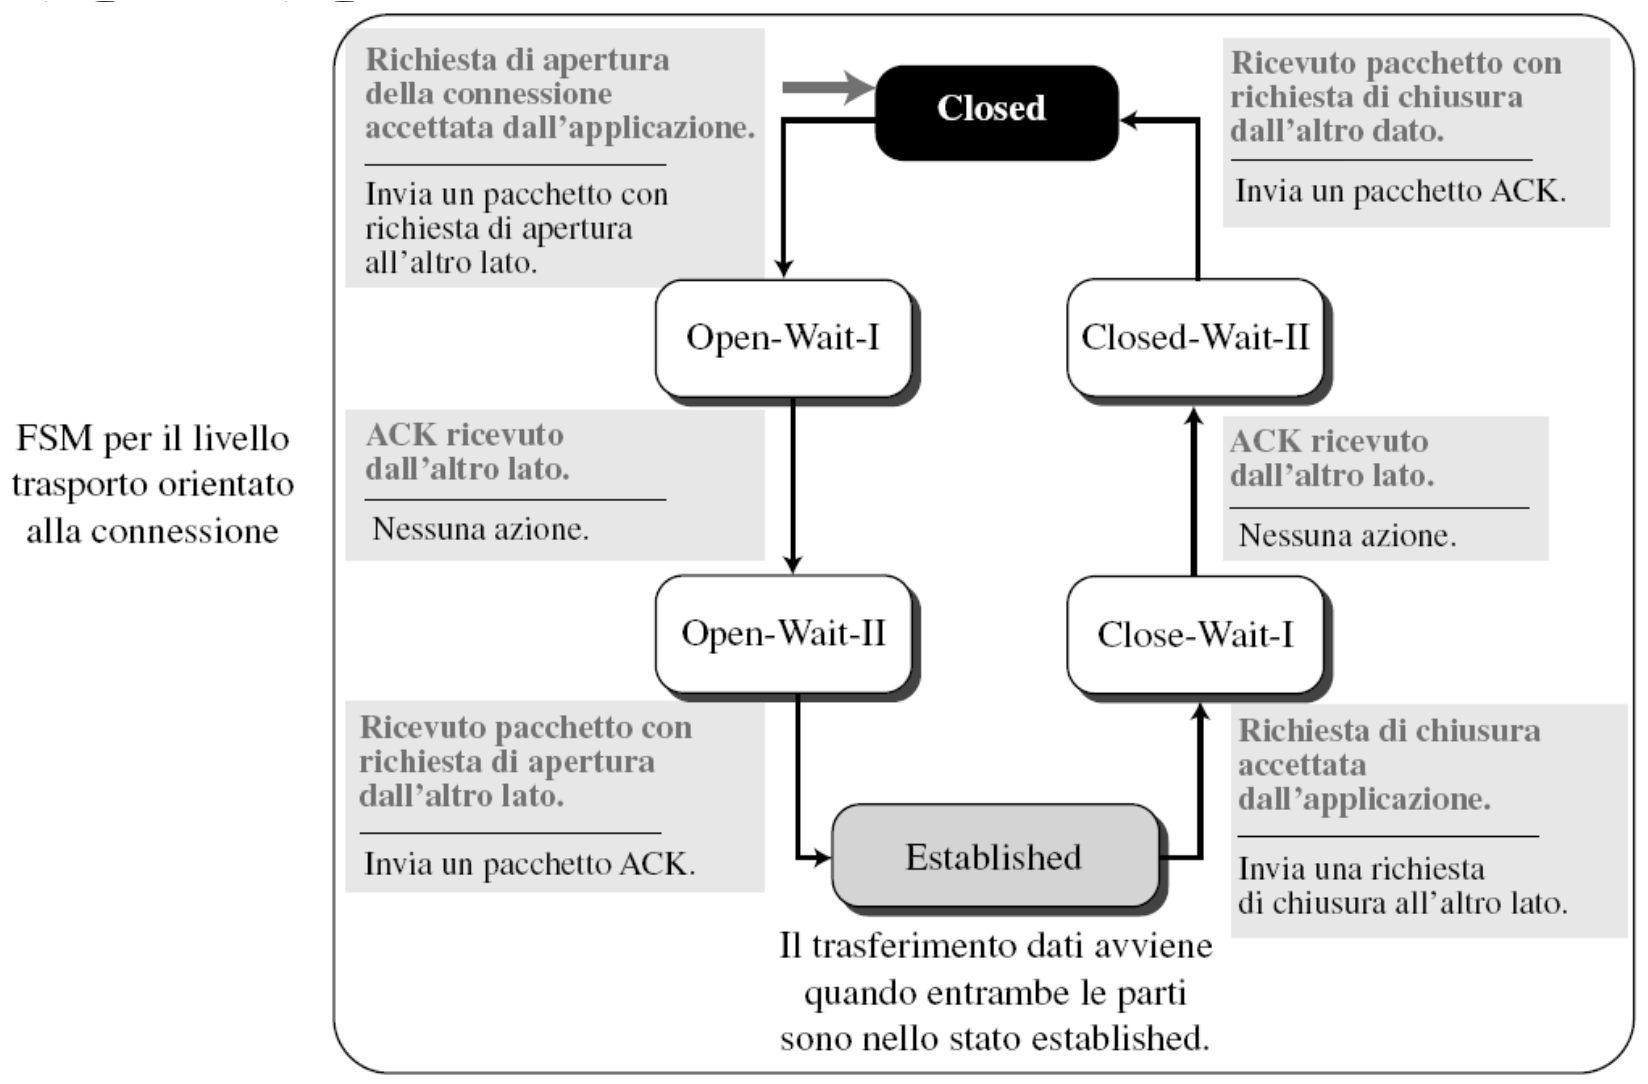 FSM per il livello
trasporto orientato
alla connessione
Richiesta di apertura
della connessione
accettata dall'applicazione.
Invia un pacchetto con
richiesta di apertura
all'altro lato.
Closed
Ricevuto pacchetto con
richiesta di chiusura
dall'altro dato.
Invia un pacchetto ACK.
Open-Wait-I
Closed-Wait-II
ACK ricevuto
dall'altro lato.
Nessuna azione.
ACK ricevuto
dall'altro lato.
Nessuna azione.
Open-Wait-II
Close-Wait-I
Ricevuto pacchetto con
richiesta di apertura
dall'altro lato.
Invia un pacchetto ACK.
Established
Richiesta di chiusura
accettata
dall'applicazione.
Invia una richiesta
di chiusura all'altro lato.
Il trasferimento dati avviene
quando entrambe le parti
sono nello stato established.